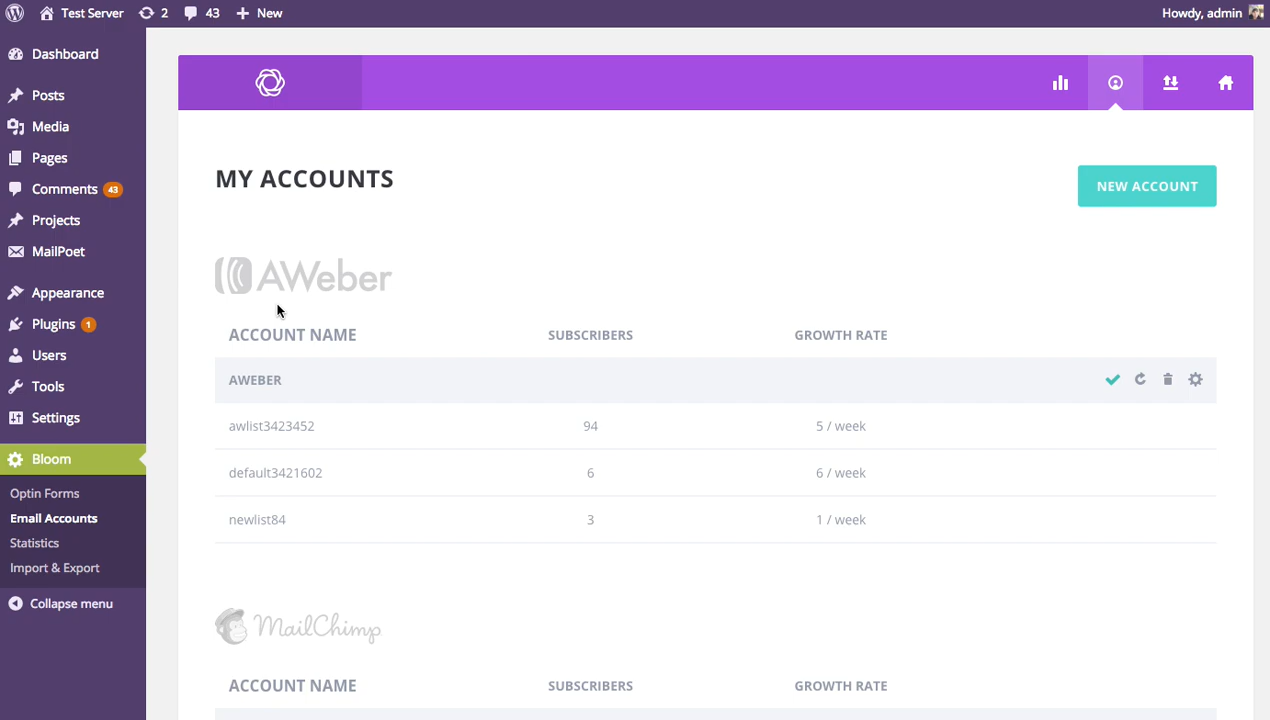 Test Server 2 43 New Howdy, admin
Dashboard
Posts
Media
Pages
Comments 43
Projects
MailPoet
Appearance
Plugins 1
Users
Tools
Settings
Bloom
Optin Forms
Email Accounts
Statistics
Import & Export
Collapse menu
MY ACCOUNTS
NEW ACCOUNT
AWeber
ACCOUNT NAME SUBSCRIBERS GROWTH RATE
AWEBER
awlist3423452 94 5 / week
default3421602 6 6 / week
newlist84 3 1 / week
MailChimp
ACCOUNT NAME SUBSCRIBERS GROWTH RATE